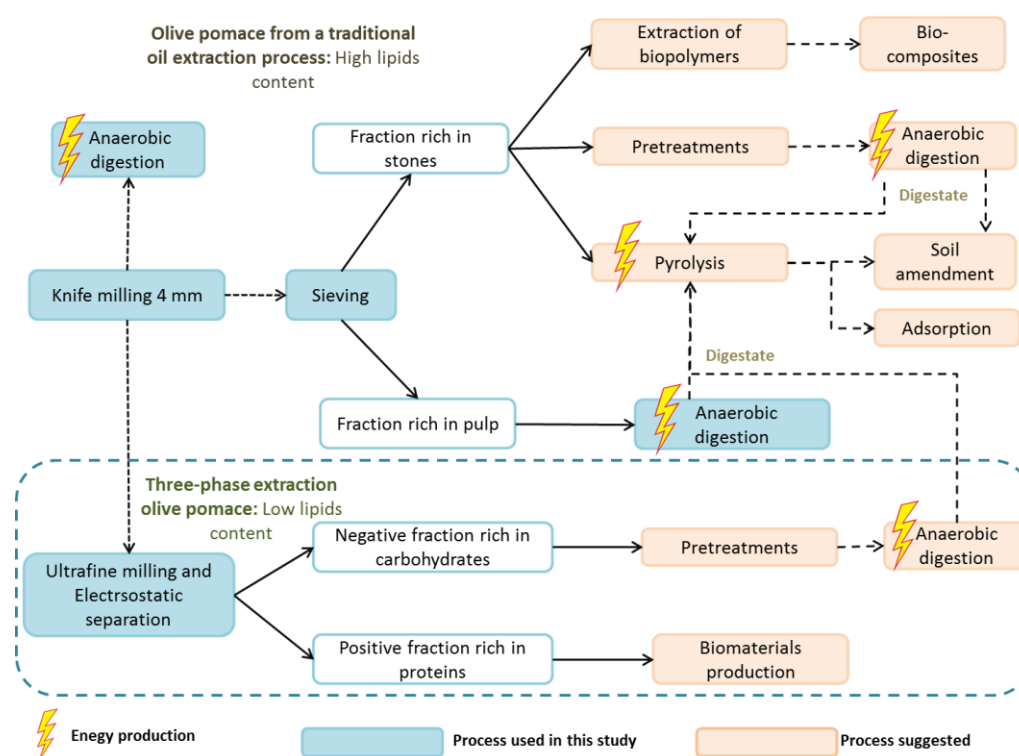 Olive pomace from a traditional
oil extraction process: High lipids
content
Extraction of
biopolymers
Bio-
composites
Anaerobic
digestion
Fraction rich in
stones
Pretreatments
Anaerobic
digestion
Digestate
Knife milling 4 mm
Sieving
Pyrolysis
Soil
amendment
Adsorption
Digestate
Fraction rich in pulp
Anaerobic
digestion
Three-phase extraction
olive pomace: Low lipids
content
Ultrafine milling and
Electrsostatic
separation
Negative fraction rich in
carbohydrates
Pretreatments
Anaerobic
digestion
Positive fraction rich in
proteins
Biomaterials
production
Enegy production
Process used in this study
Process suggested